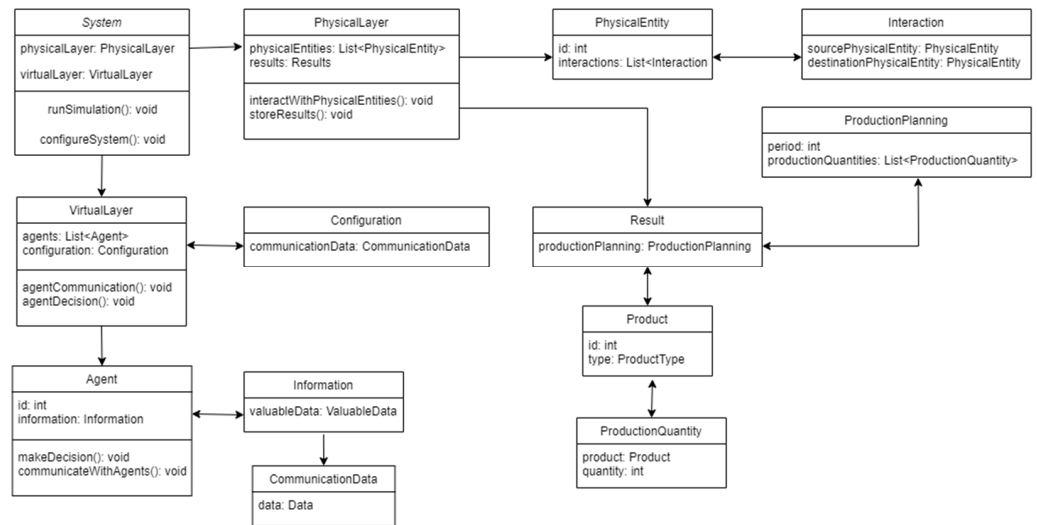 System
physicalLayer: PhysicalLayer
virtualLayer: VirtualLayer
runSimulation(): void
configureSystem(): void
PhysicalLayer
physicalEntities: List<PhysicalEntity>
results: Results
interactWithPhysicalEntities(): void
storeResults(): void
PhysicalEntity
id: int
interactions: List<Interaction
Interaction
sourcePhysicalEntity: PhysicalEntity
destinationPhysicalEntity: PhysicalEntity
ProductionPlanning
period: int
productionQuantities: List<ProductionQuantity>
VirtualLayer
agents: List<Agent>
configuration: Configuration
agentCommunication(): void
agentDecision(): void
Configuration
communicationData: CommunicationData
Result
productionPlanning: ProductionPlanning
Product
id: int
type: ProductType
Agent
id: int
information: Information
makeDecision(): void
communicateWithAgents(): void
Information
valuableData: ValuableData
ProductionQuantity
product: Product
quantity: int
CommunicationData
data: Data